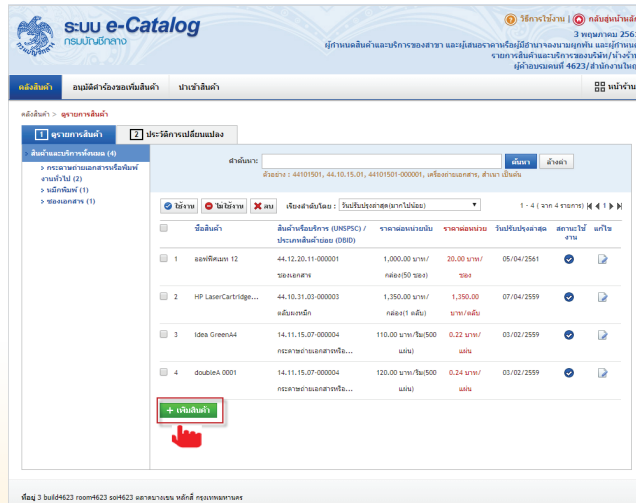 ระบบ e-Catalog
กรมบัญชีกลาง
วิธีการใช้งาน | กลับสู่หน้าหลัก
3 พฤษภาคม 256
ผู้กำหนดสินค้าและบริการของสาขา และผู้เสนอราคาหรือผู้มีอำนาจลงนามผูกพัน และผู้กำหนด
รายการสินค้าและบริการของบริษัท/ห้างร้าน
ผู้ค้าอบรมคนที่ 4623/สำนักงานใหญ่
คลังสินค้า อนุมัติคำร้องขอเพิ่มสินค้า นำเข้าสินค้า หน้าร้าน
คลังสินค้า > ดูรายการสินค้า
1 ดูรายการสินค้า 2 ประวัติการเปลี่ยนแปลง
สินค้าและบริการทั้งหมด (4)
> กระดาษถ่ายเอกสารหรือพิมพ์
งานทั่วไป (2)
> หมึกพิมพ์ (1)
> ซองเอกสาร (1)
คำค้นหา: ค้นหา ล้างค่า
ตัวอย่าง : 44101501, 44.10.15.01, 44101501-000001, เครื่องถ่ายเอกสาร, สำเนา เป็นต้น
ใช้งาน ไม่ใช้งาน ลบ เรียงลำดับโดย : วันปรับปรุงล่าสุด(มากไปน้อย) 1 - 4 ( จาก 4 รายการ) 1
ชื่อสินค้า สินค้าหรือบริการ (UNSPSC) / ราคาต่อหน่วยนับ ราคาต่อหน่วย วันปรับปรุงล่าสุด สถานะใช้ แก้ไข
ประเภทสินค้าย่อย (DBID) งาน
1 ออฟฟิศเมท 12 44.12.20.11-000001 1,000.00 บาท/ 20.00 บาท/ 05/04/2561
ซองเอกสาร กล่อง(50 ซอง) ซอง
2 HP LaserCartridge... 44.10.31.03-000003 1,350.00 บาท/ 1,350.00 07/04/2559
ตลับผงหมึก กล่อง(1 ตลับ) บาท/ตลับ
3 Idea GreenA4 14.11.15.07-000004 110.00 บาท/รีม(500 0.22 บาท/ 03/02/2559
กระดาษถ่ายเอกสารหรือ... แผ่น) แผ่น
4 doubleA 0001 14.11.15.07-000004 120.00 บาท/รีม(500 0.24 บาท/ 03/02/2559
กระดาษถ่ายเอกสารหรือ... แผ่น) แผ่น
+ เพิ่มสินค้า
ที่อยู่ 3 build4623 room4623 soi4623 ตลาดบางเขน หลักสี่ กรุงเทพมหานคร